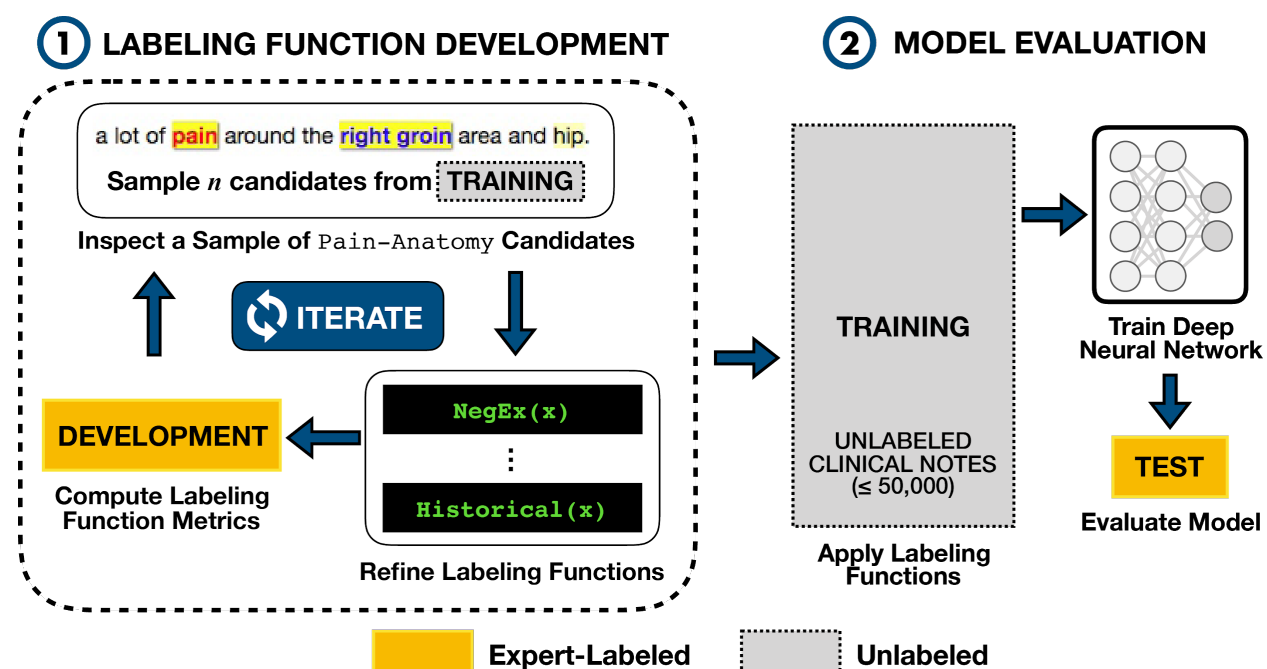 1 LABELING FUNCTION DEVELOPMENT
a lot of pain around the right groin area and hip.
Sample n candidates from TRAINING
Inspect a Sample of Pain-Anatomy Candidates
ITERATE
NegEx(x)
⋮
Historical(x)
Refine Labeling Functions
DEVELOPMENT
Compute Labeling
Function Metrics
2 MODEL EVALUATION
TRAINING
UNLABELED
CLINICAL NOTES
(≤ 50,000)
Apply Labeling
Functions
Train Deep
Neural Network
TEST
Evaluate Model
Expert-Labeled
Unlabeled